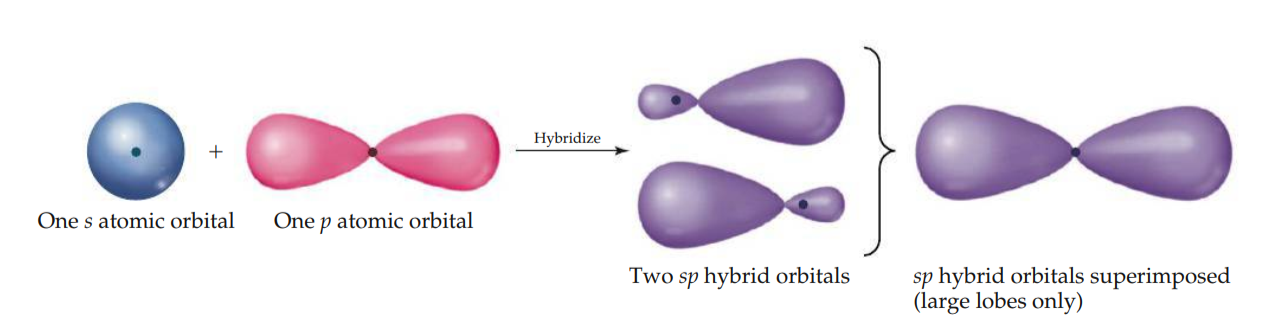 +
Hybridize
One s atomic orbital
One p atomic orbital
Two sp hybrid orbitals
sp hybrid orbitals superimposed
(large lobes only)